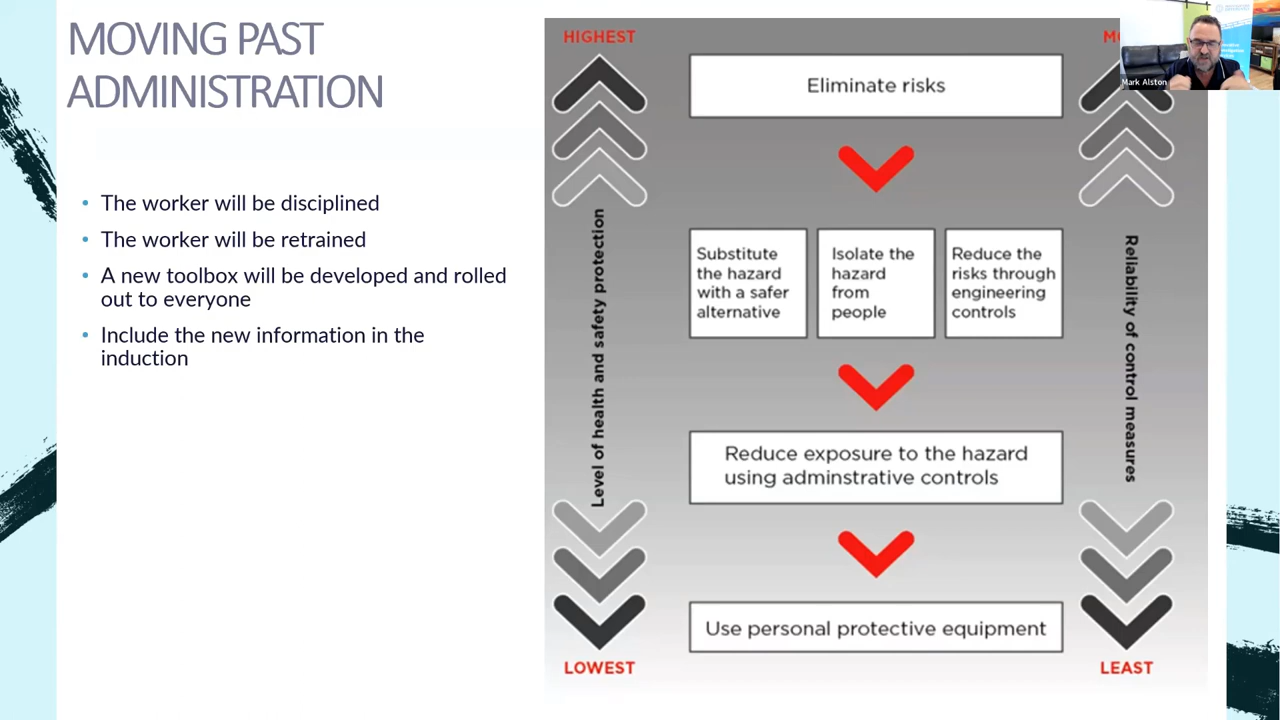 MOVING PAST
ADMINISTRATION
• The worker will be disciplined
• The worker will be retrained
• A new toolbox will be developed and rolled
out to everyone
• Include the new information in the
induction
HIGHEST
Level of health and safety protection
LOWEST
Eliminate risks
Substitute
the hazard
with a safer
alternative
Isolate the
hazard
from
people
Reduce the
risks through
engineering
controls
Reduce exposure to the hazard
using adminstrative controls
Use personal protective equipment
Reliability of control measures
LEAST
Mark Alston